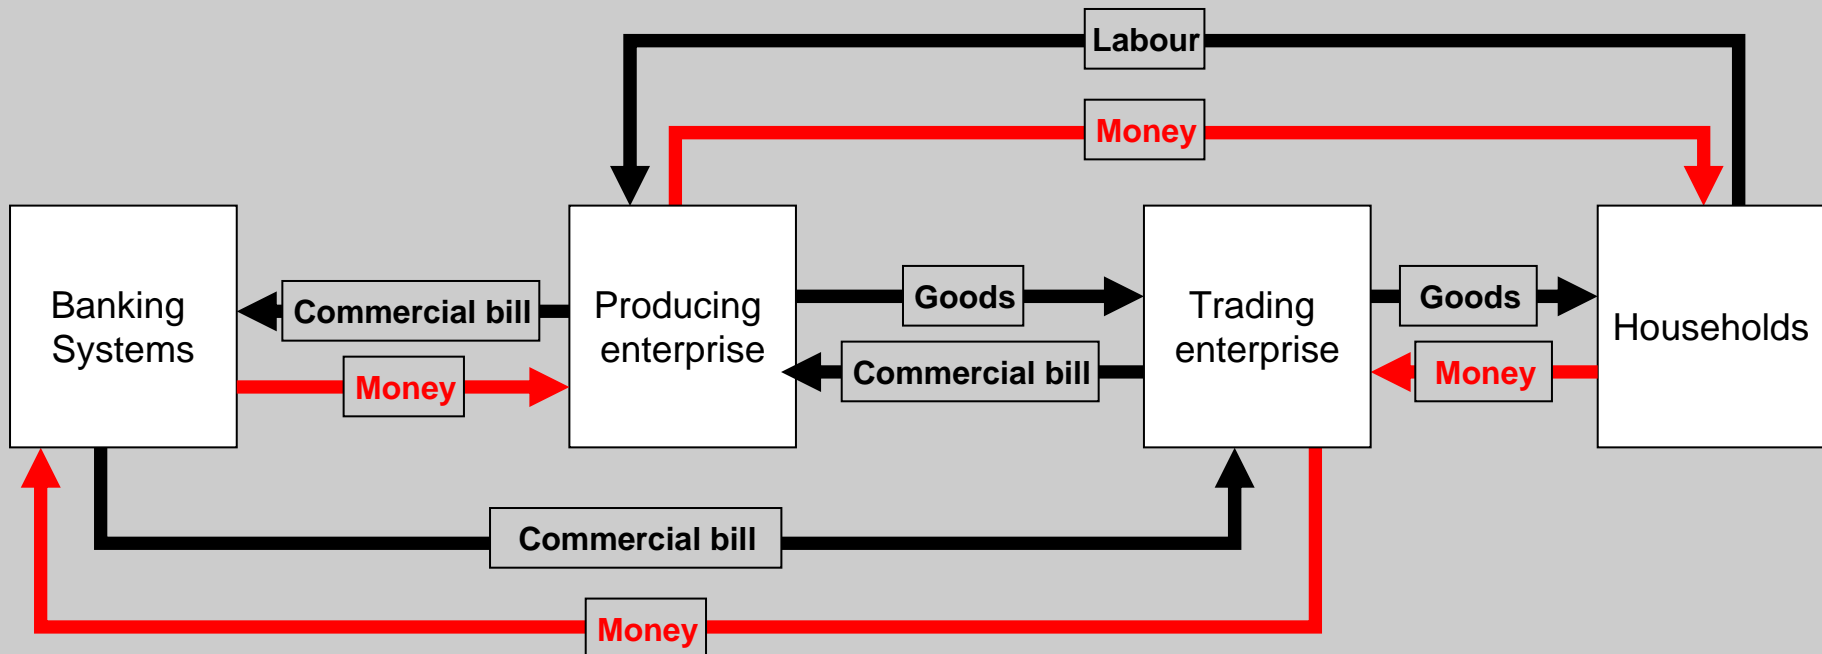 Labour
Money
Banking
Systems
Commercial bill
Money
Producing
enterprise
Goods
Commercial bill
Trading
enterprise
Goods
Money
Households
Commercial bill
Money